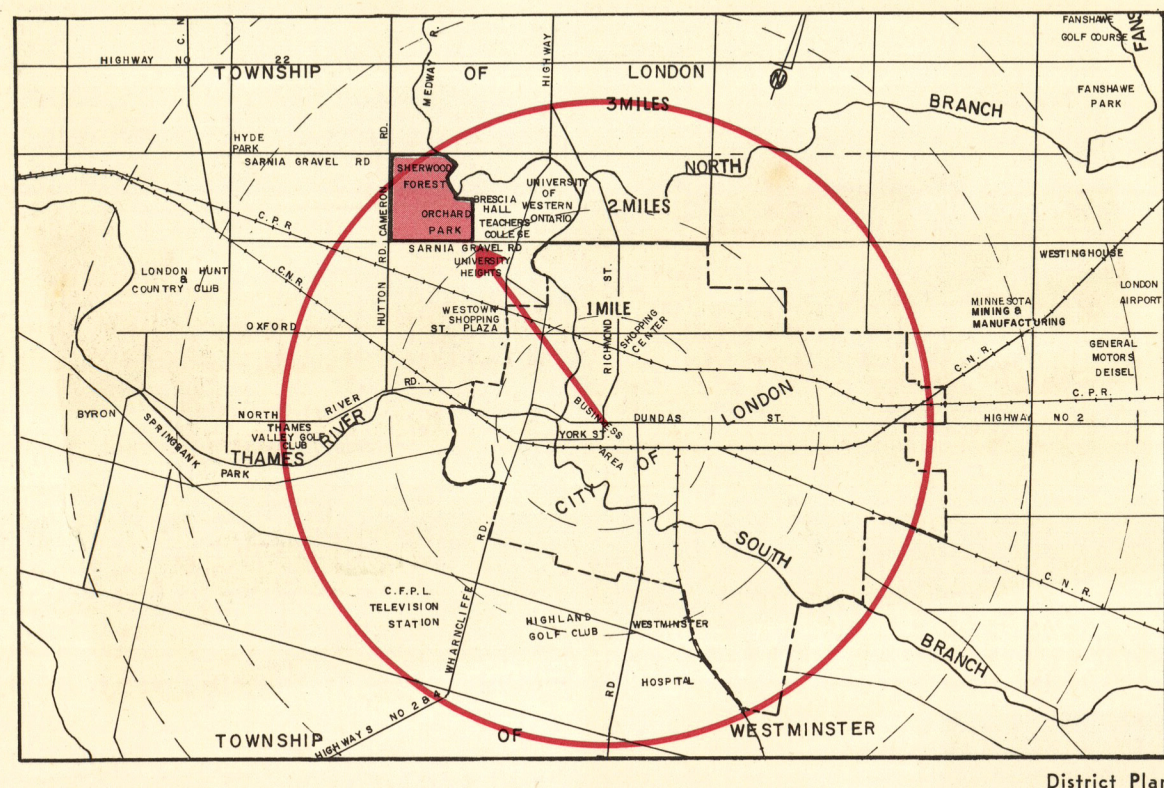 FANSHAWE
GOLF COURSE
FANS
C. N.
HIGHWAY NO 22
TOWNSHIP OF LONDON
MEDWAY R.
HIGHWAY
N
FANSHAWE
PARK
3 MILES
NORTH BRANCH
HYDE
PARK
SARNIA GRAVEL RD
RD.
CAMERON
SHERWOOD
FOREST
ORCHARD
PARK
BRESCIA
HALL
TEACHERS
COLLEGE
UNIVERSITY
OF
WESTERN
ONTARIO
2 MILES
C.P.R.
SARNIA GRAVEL RD
UNIVERSITY
HEIGHTS
WESTINGHOUSE
LONDON HUNT
&
COUNTRY CLUB
C.N.R.
HUTTON RD.
LONDON
AIRPORT
WESTOWN
SHOPPING
PLAZA
1 MILE
RICHMOND ST.
SHOPPING
CENTER
MINNESOTA
MINING &
MANUFACTURING
OXFORD ST.
GENERAL
MOTORS
DEISEL
C. N. R.
C. P. R.
RIVER RD.
BYRON
SPRINGBANK
PARK
NORTH
THAMES
VALLEY GOLF
CLUB
THAMES RIVER
BUSINESS
AREA
DUNDAS ST.
YORK ST.
HIGHWAY NO 2
CITY OF LONDON
SOUTH BRANCH
C. N. R.
C.F.P.L.
TELEVISION
STATION
WHARNCLIFFE RD.
HIGHLAND
GOLF CLUB
WESTMINSTER
HOSPITAL
RD
HIGHWAYS NO 2 & 4
TOWNSHIP OF WESTMINSTER
District Plan